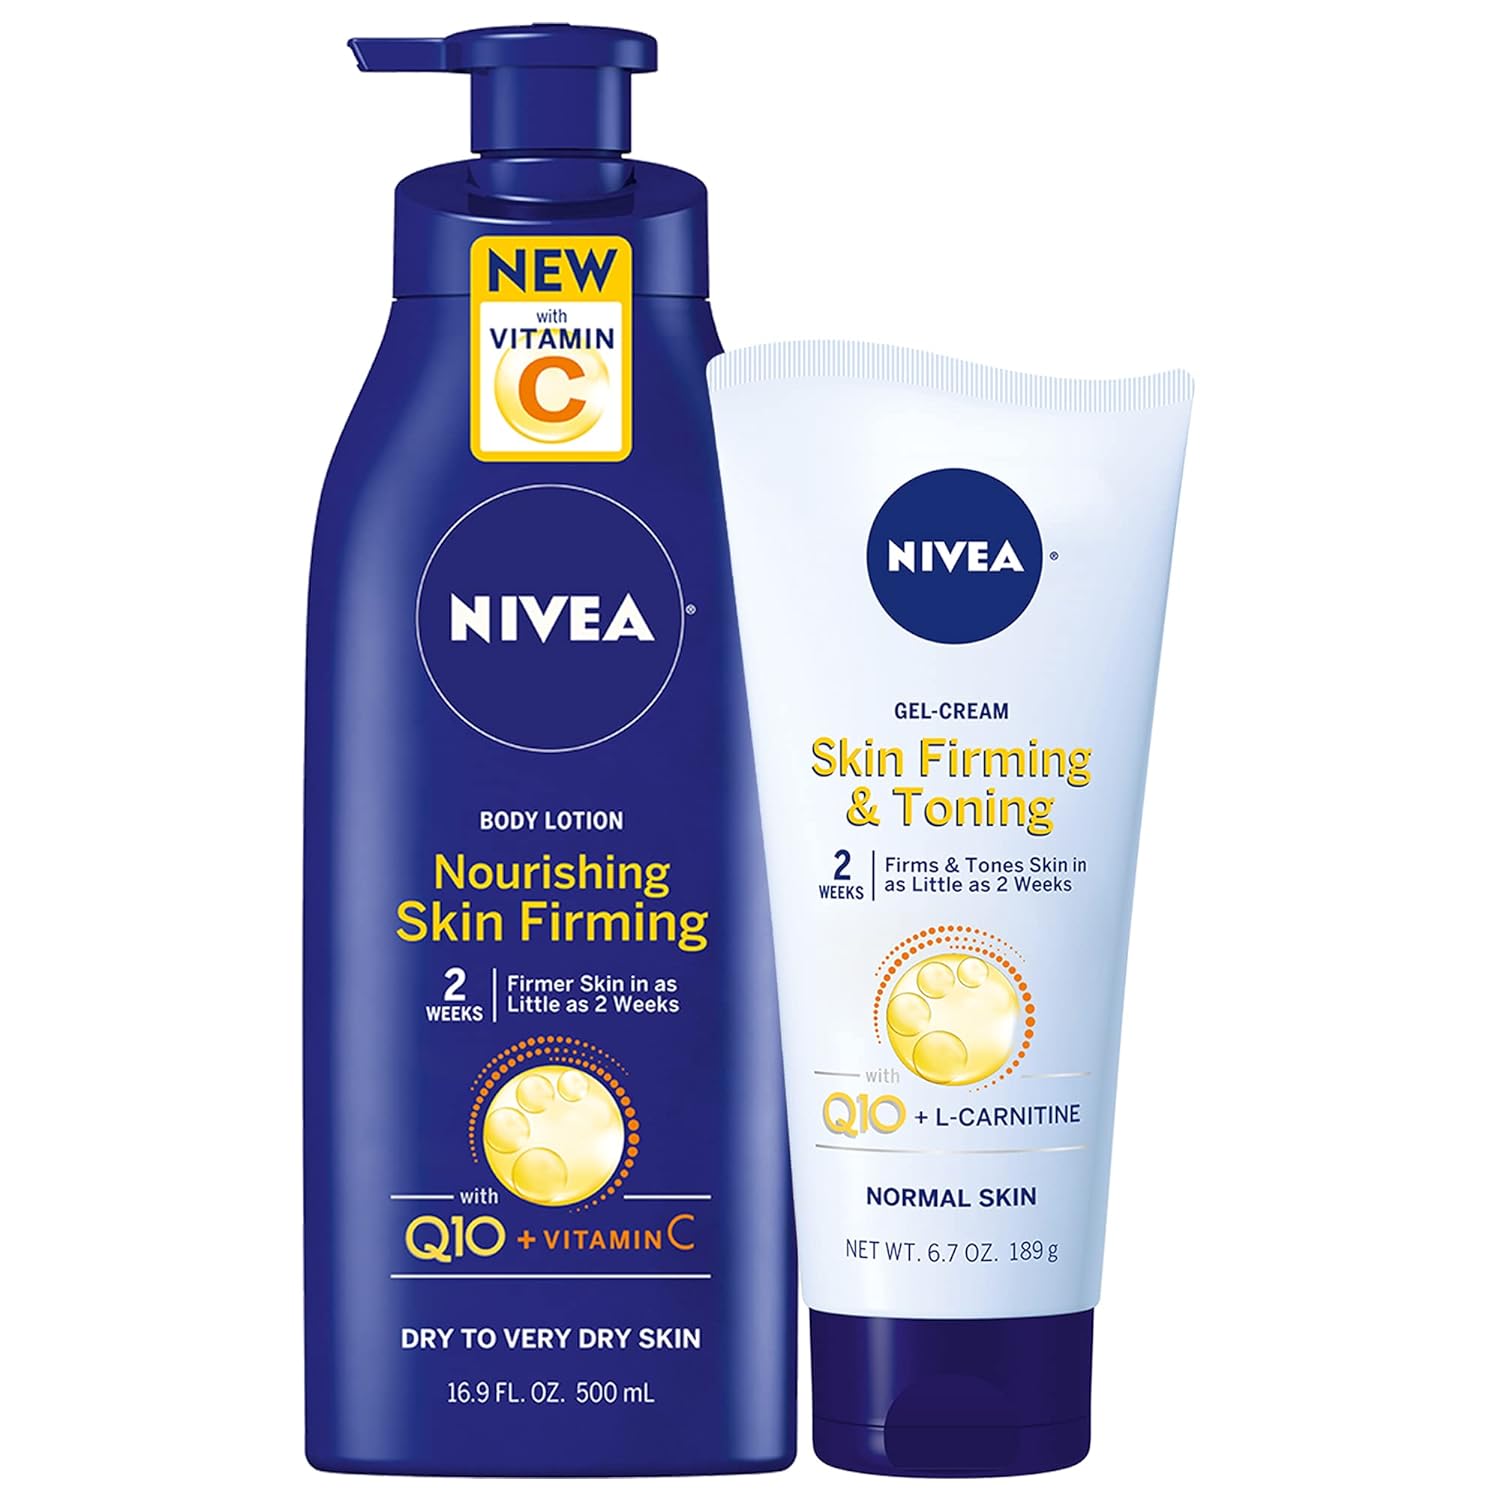 NEW
with
VITAMIN
C
NIVEA®
BODY LOTION
Nourishing
Skin Firming
2
WEEKS
Firmer Skin in as
Little as 2 Weeks
with
Q10 + VITAMIN C
DRY TO VERY DRY SKIN
16.9 FL. OZ. 500 mL
NIVEA®
GEL-CREAM
Skin Firming
& Toning
2
WEEKS
Firms & Tones Skin in
as Little as 2 Weeks
with
Q10 + L-CARNITINE
NORMAL SKIN
NET WT. 6.7 OZ. 189 g